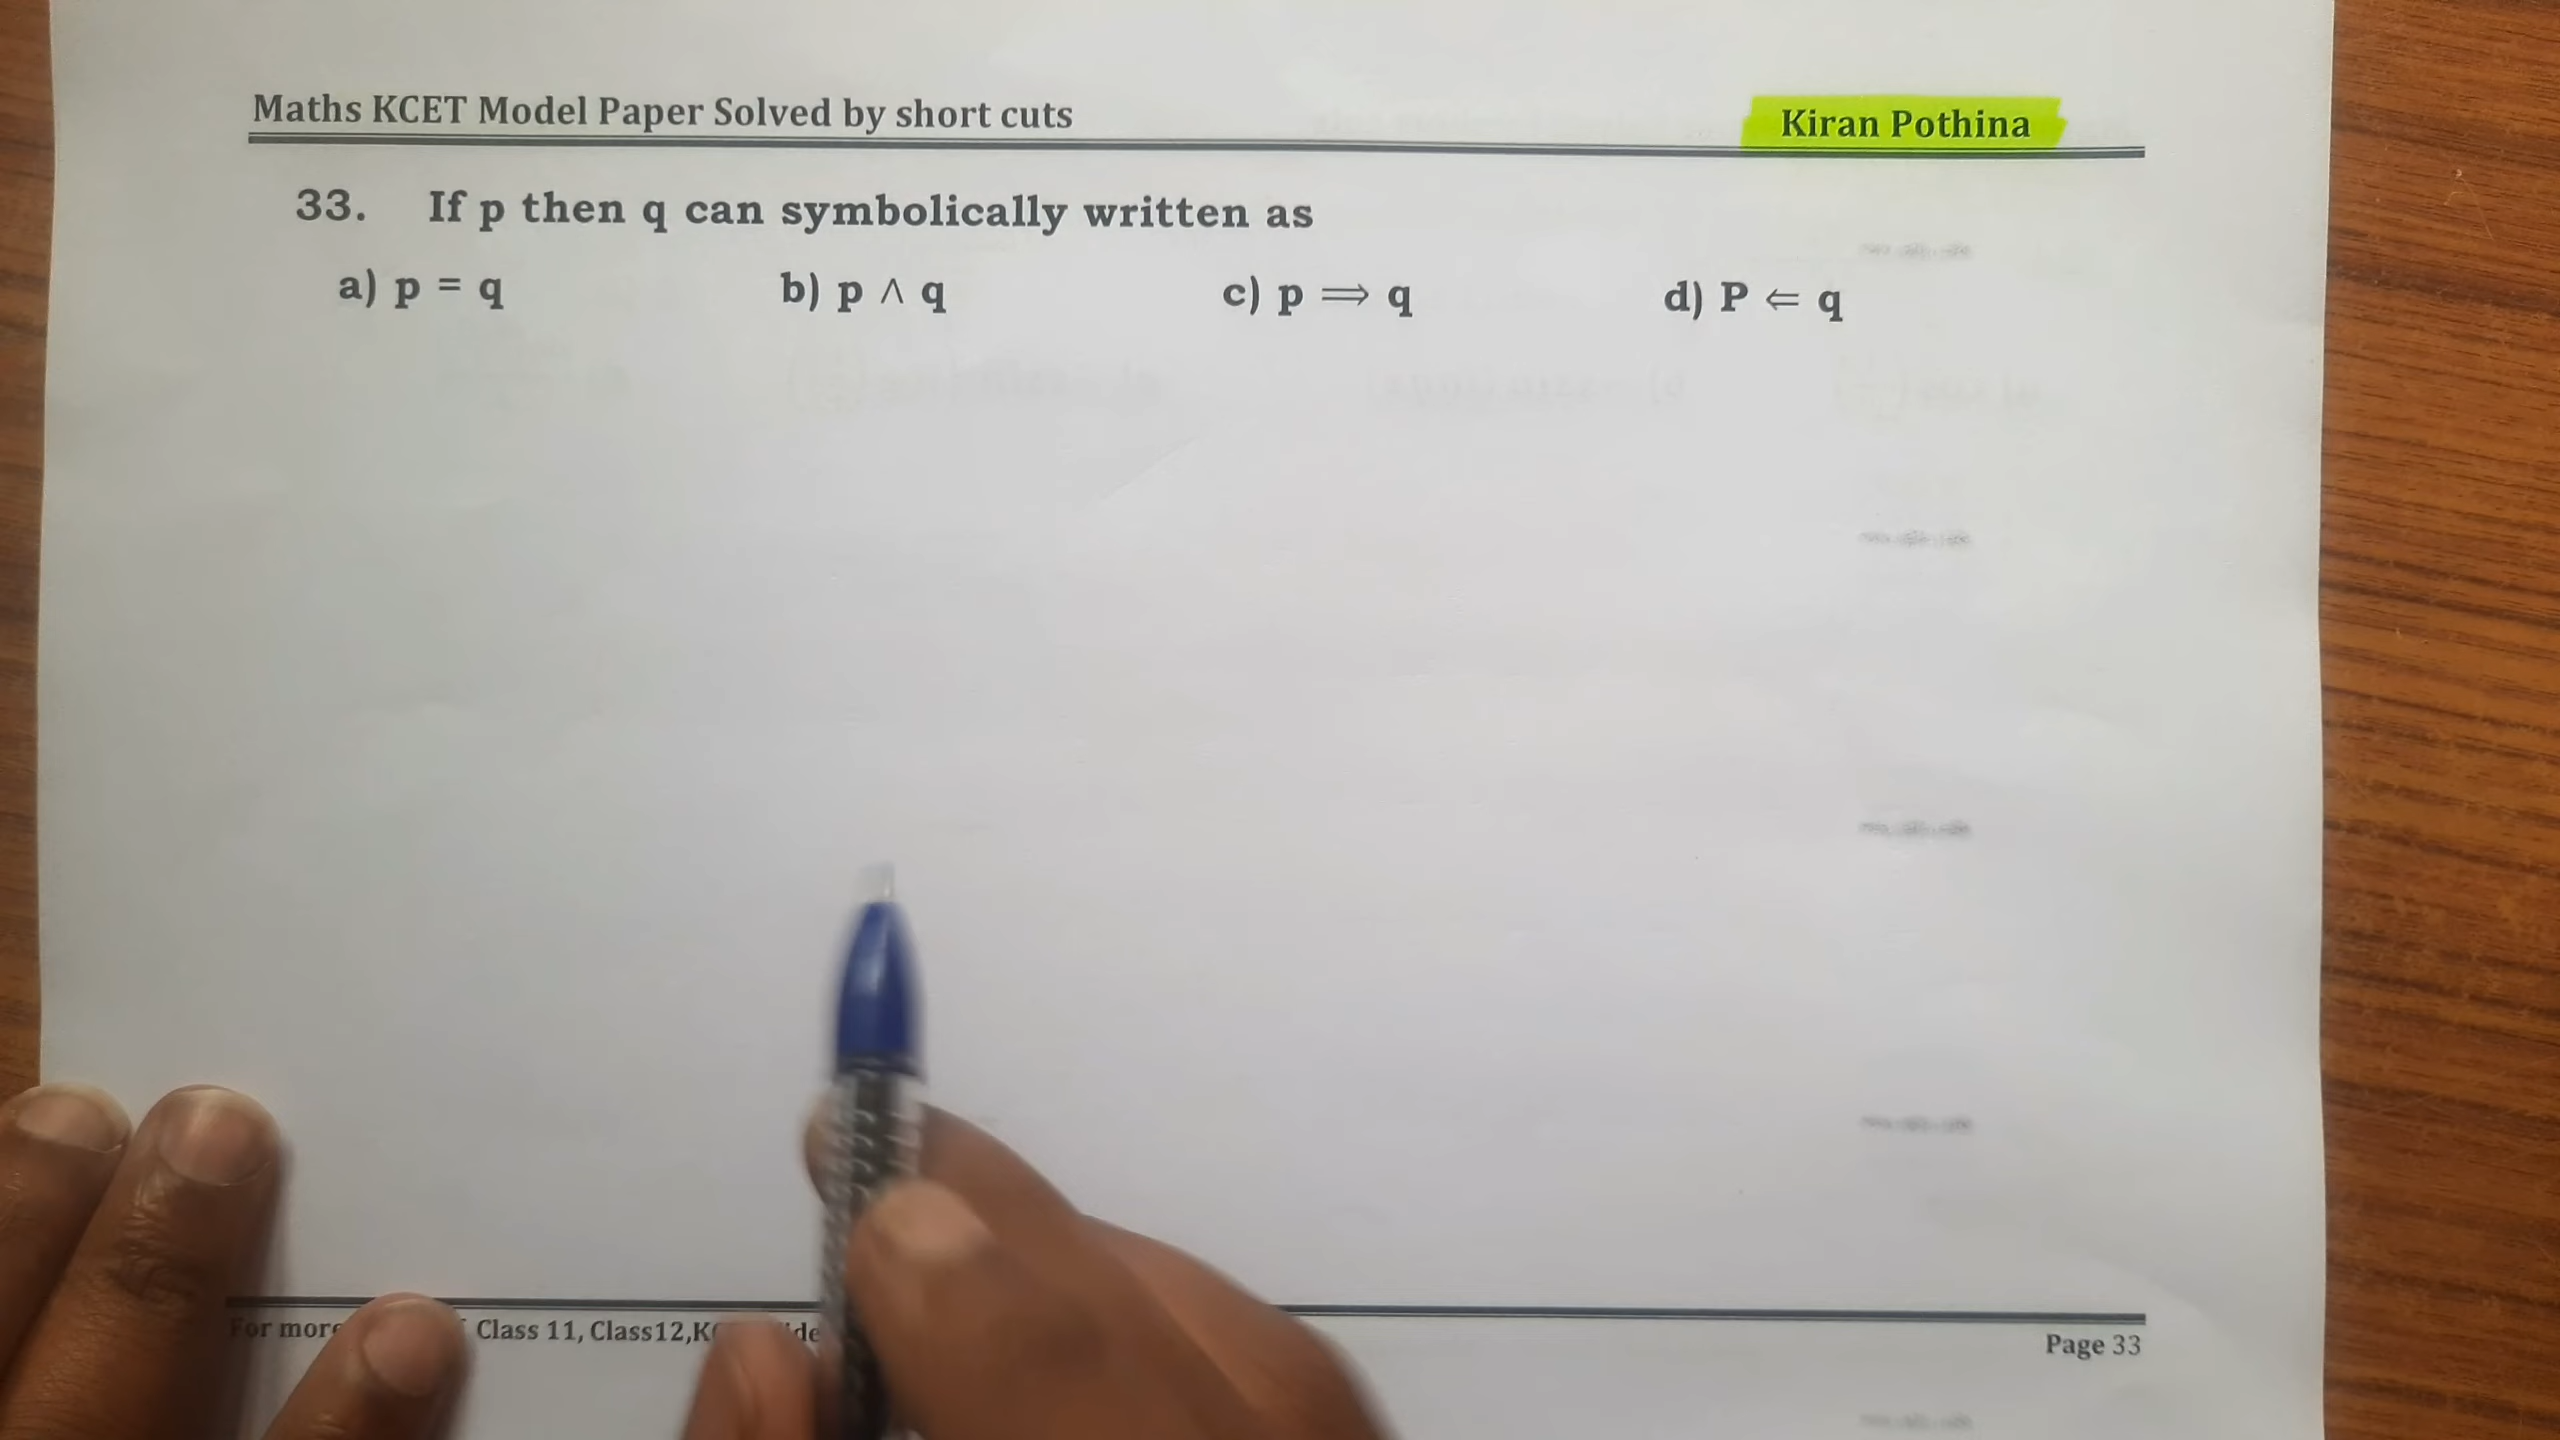 Maths KCET Model Paper Solved by short cuts
Kiran Pothina
33. If p then q can symbolically written as
a) p = q b) p ∧ q c) p ⟹ q d) P ⇐ q
For more Class 11, Class12,
Page 33